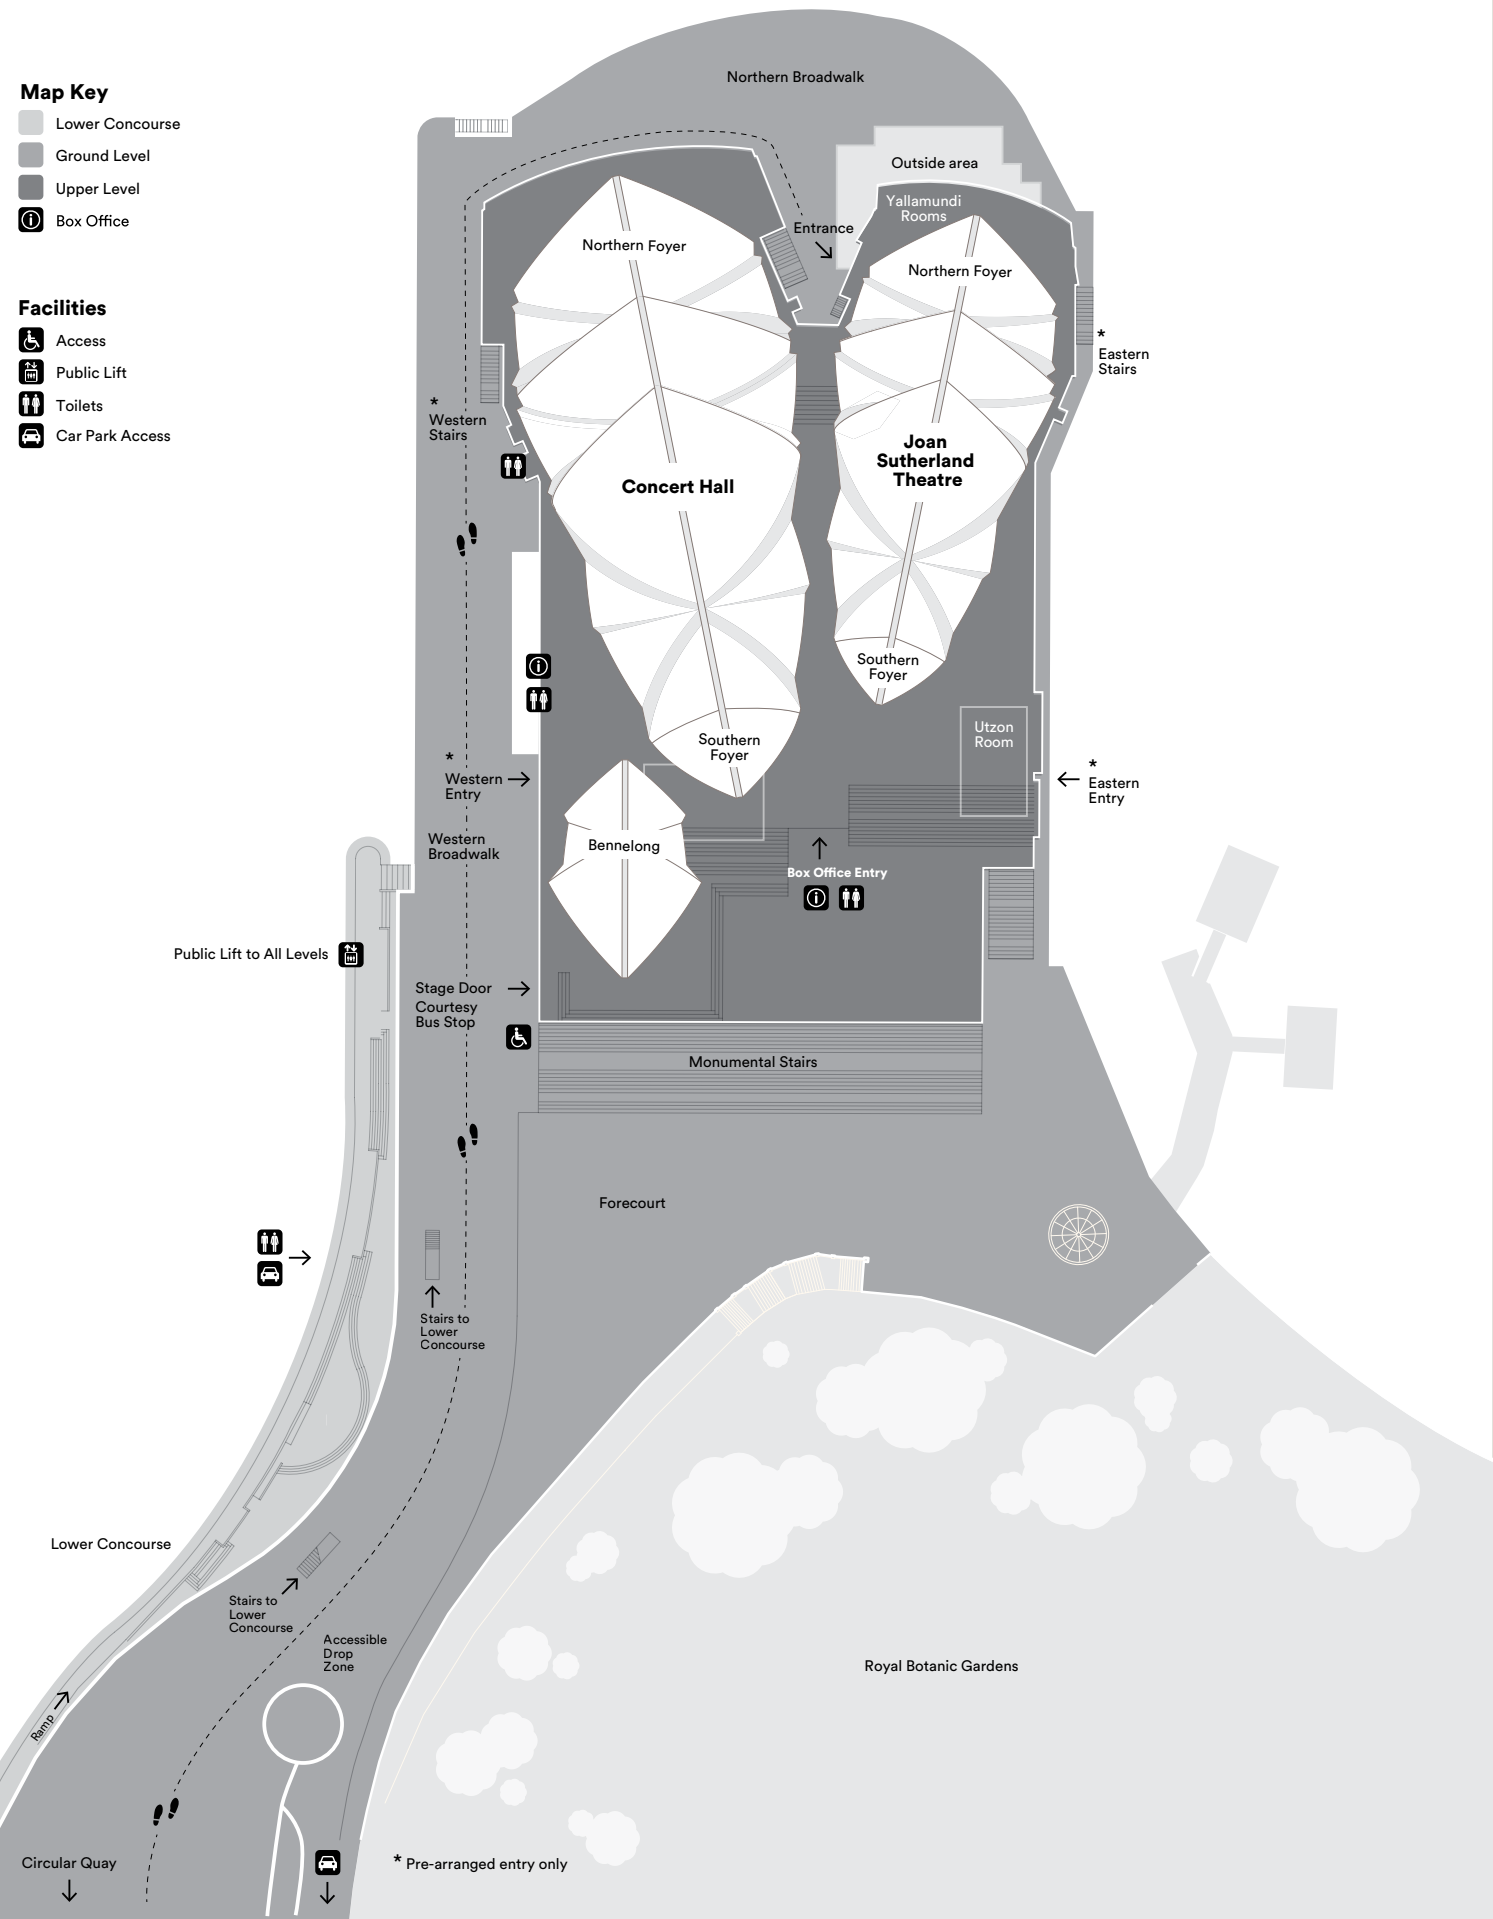 Map Key
Lower Concourse
Ground Level
Upper Level
Box Office
Facilities
Access
Public Lift
Toilets
Car Park Access
Northern Broadwalk
Outside area
Yallamundi
Rooms
Entrance
Northern Foyer
Northern Foyer
*
Eastern
Stairs
*
Western
Stairs
Concert Hall
Joan
Sutherland
Theatre
Southern
Foyer
Southern
Foyer
Utzon
Room
*
Western
Entry
*
Eastern
Entry
Western
Broadwalk
Bennelong
Box Office Entry
Public Lift to All Levels
Stage Door
Courtesy
Bus Stop
Monumental Stairs
Forecourt
Stairs to
Lower
Concourse
Lower Concourse
Stairs to
Lower
Concourse
Accessible
Drop
Zone
Royal Botanic Gardens
Ramp
Circular Quay
* Pre-arranged entry only